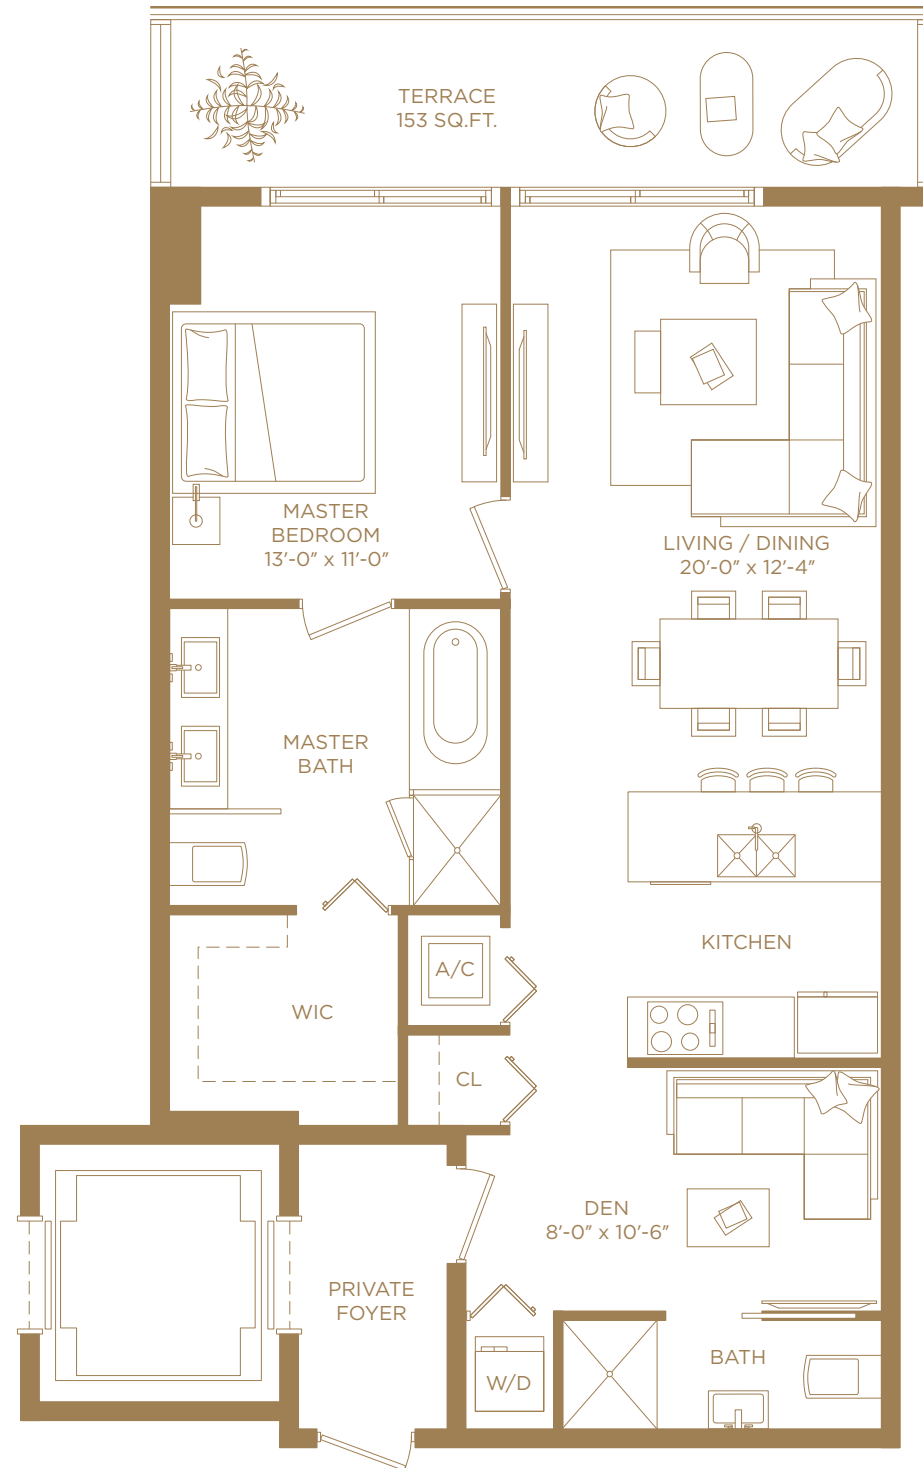 TERRACE
153 SQ.FT.
MASTER
BEDROOM
13'-0" x 11'-0"
LIVING / DINING
20'-0" x 12'-4"
MASTER
BATH
KITCHEN
A/C
WIC
CL
DEN
8'-0" x 10'-6"
PRIVATE
FOYER
BATH
W/D